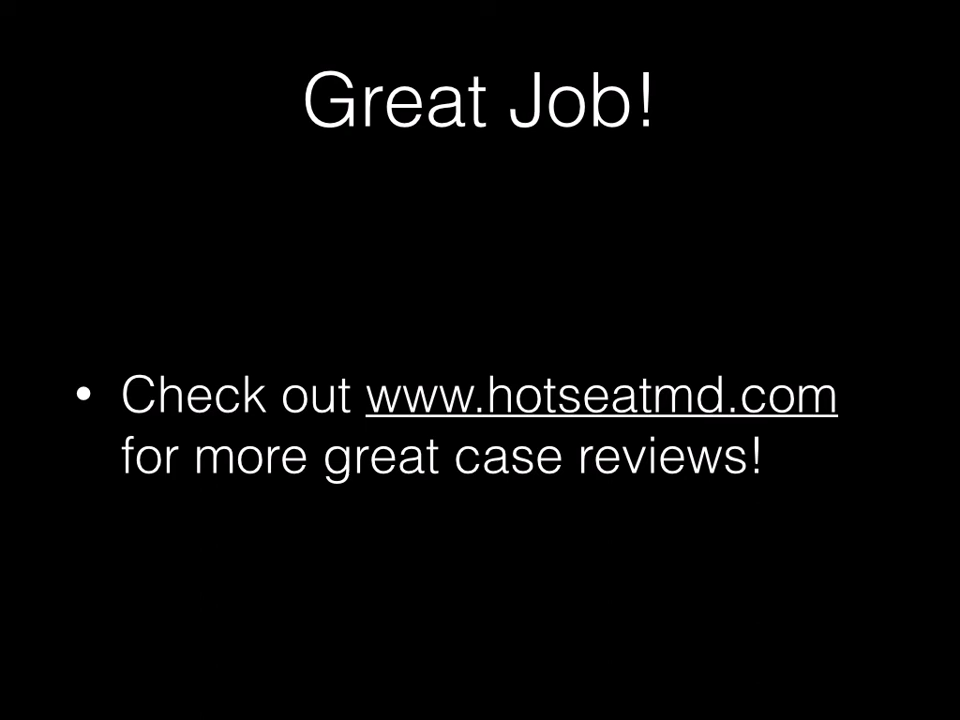 Great Job!
• Check out www.hotseatmd.com
for more great case reviews!